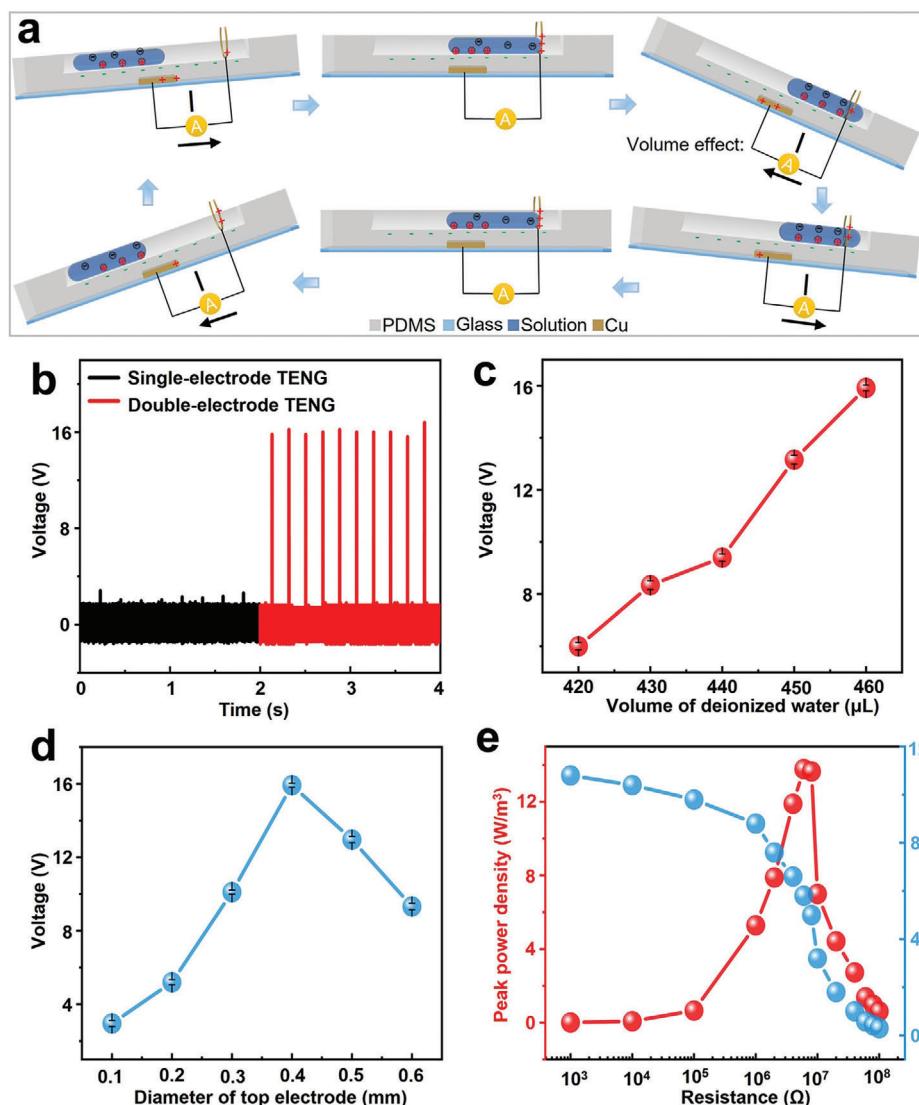 a
A
A
Volume effect:
A
A
A
A
PDMS Glass Solution Cu
b
Single-electrode TENG
Double-electrode TENG
16
8
0
Voltage (V)
0 1 2 3 4
Time (s)
c
16
12
8
Voltage (V)
420 430 440 450 460
Volume of deionized water (µL)
d
16
12
8
4
Voltage (V)
0.1 0.2 0.3 0.4 0.5 0.6
Diameter of top electrode (mm)
e
12
8
4
0
Peak power density (W/m³)
9
6
3
0
10³ 10⁴ 10⁵ 10⁶ 10⁷ 10⁸
Resistance (Ω)